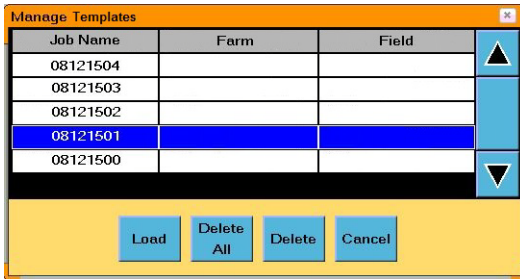 Manage Templates
Job Name Farm Field
08121504
08121503
08121502
08121501
08121500
Load Delete All Delete Cancel